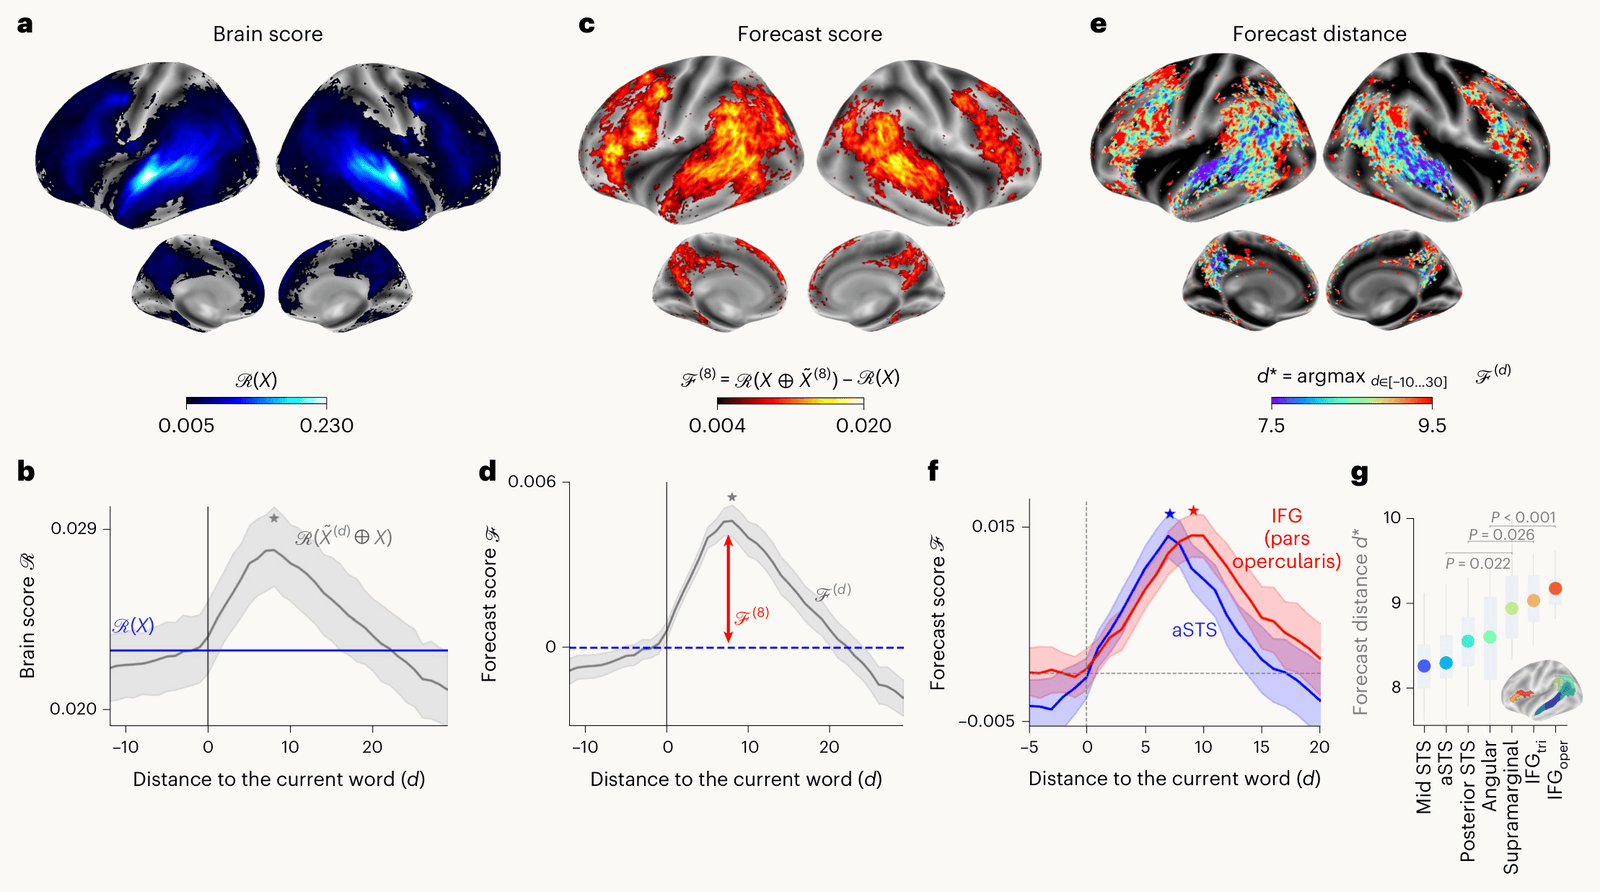 a
Brain score
ℛ(X)
0.005 0.230
c
Forecast score
ℱ⁽⁸⁾ = ℛ(X ⊕ X̃⁽⁸⁾) – ℛ(X)
0.004 0.020
e
Forecast distance
d* = argmax d∈[–10...30] ℱ⁽ᵈ⁾
7.5 9.5
b
Brain score ℛ
0.029
0.020
ℛ(X̃⁽ᵈ⁾ ⊕ X)
ℛ(X)
–10 0 10 20
Distance to the current word (d)
d
Forecast score ℱ
0.006
0
ℱ⁽ᵈ⁾
ℱ⁽⁸⁾
–10 0 10 20
Distance to the current word (d)
f
Forecast score ℱ
0.015
–0.005
IFG
(pars
opercularis)
aSTS
–5 0 5 10 15 20
Distance to the current word (d)
g
Forecast distance d*
10
9
8
P < 0.001
P = 0.026
P = 0.022
Mid STS
aSTS
Posterior STS
Angular
Supramarginal
IFGtri
IFGoper